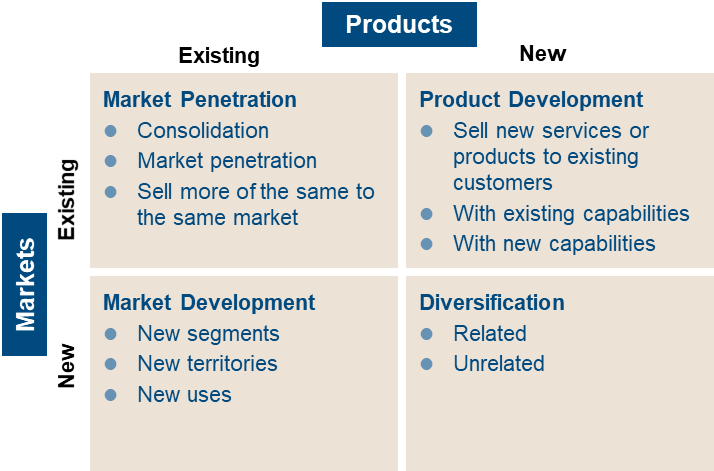 Products
Existing
New
Markets
Existing
Market Penetration
Consolidation
Market penetration
Sell more of the same to
the same market
Product Development
Sell new services or
products to existing
customers
With existing capabilities
With new capabilities
New
Market Development
New segments
New territories
New uses
Diversification
Related
Unrelated